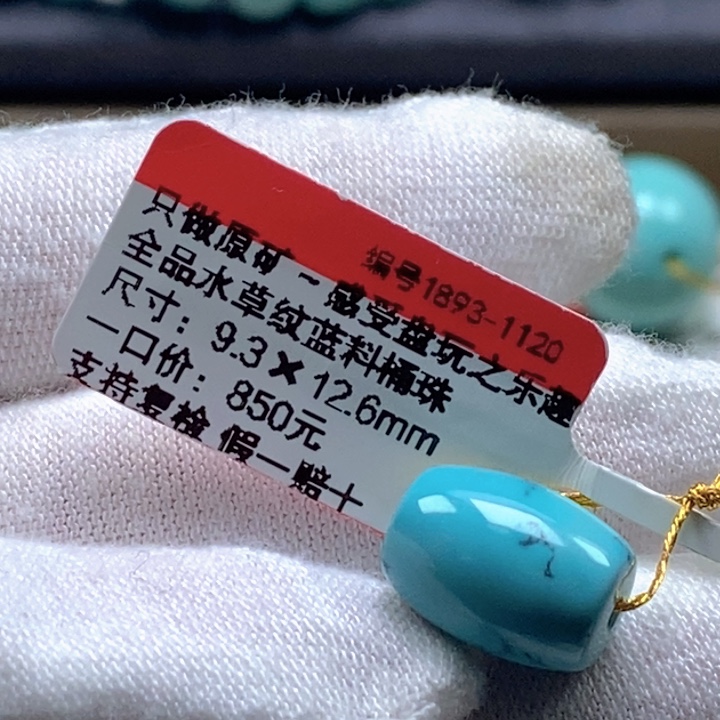 编号1893-1120
只做原矿~感受盘玩之乐趣
全品水草纹蓝料桶珠
尺寸：9.3×12.6mm
一口价：850元
支持复检 假一赔十